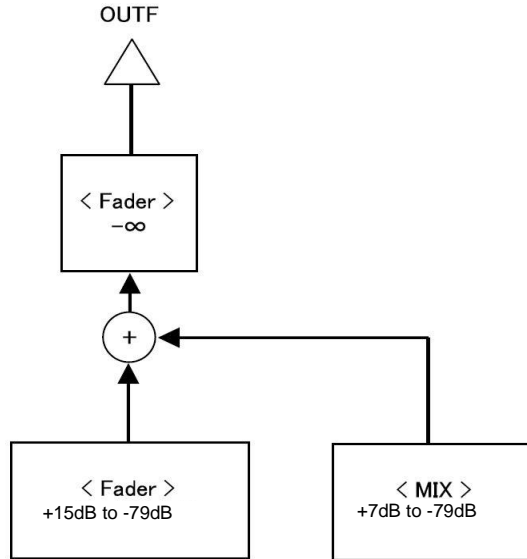 OUTF
< Fader >
-∞
+
< Fader >
+15dB to -79dB
< MIX >
+7dB to -79dB